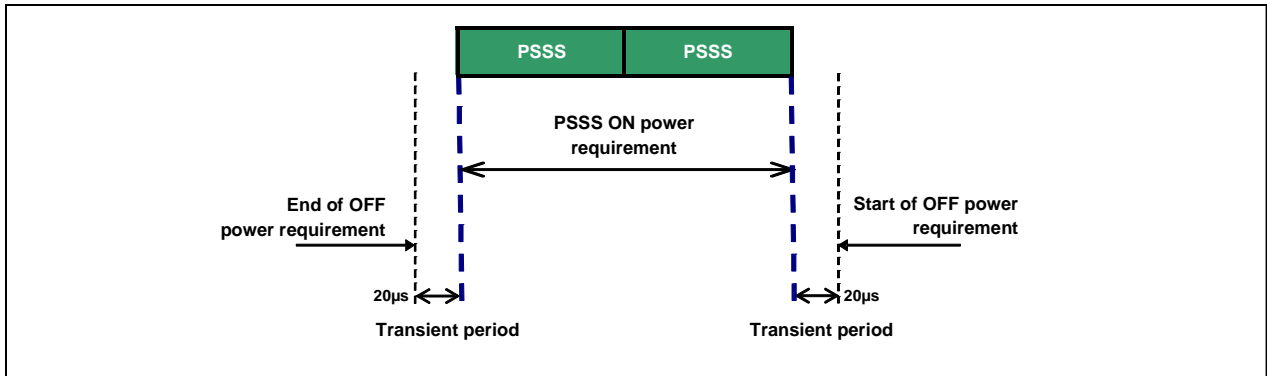 PSSS PSSS
PSSS ON power
requirement
End of OFF
power requirement
Start of OFF power
requirement
20µs 20µs
Transient period Transient period